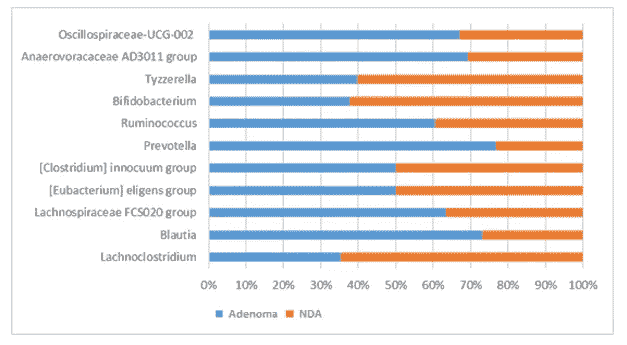 Oscillospiraceae-UCG-002
Anaerovoracaceae AD3011 group
Tyzzerella
Bifidobacterium
Ruminococcus
Prevotella
[Clostridium] innocuum group
[Eubacterium] eligens group
Lachnospiraceae FCS020 group
Blautia
Lachnoclostridium
0% 10% 20% 30% 40% 50% 60% 70% 80% 90% 100%
Adenoma NDA